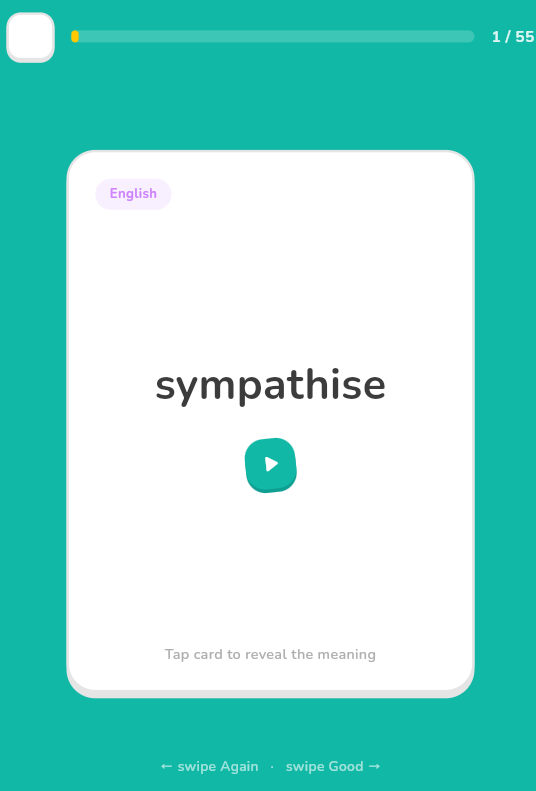 1 / 55
English
sympathise
Tap card to reveal the meaning
← swipe Again · swipe Good →